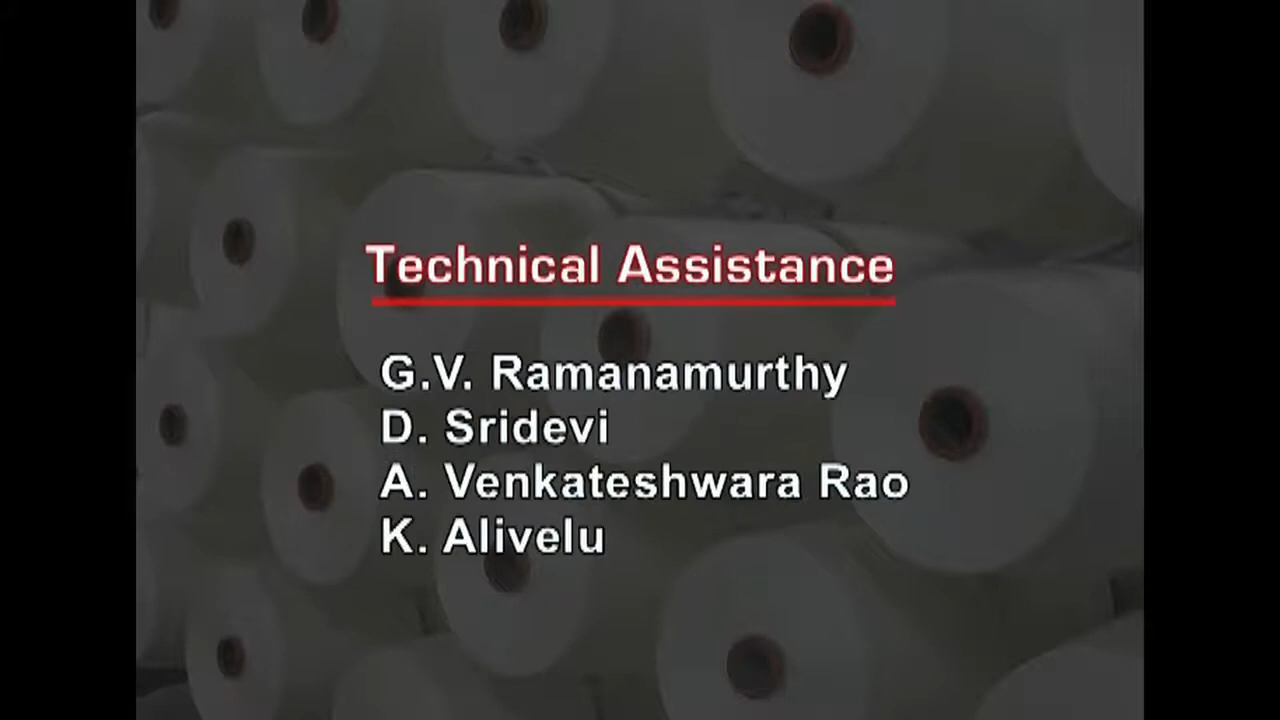 Technical Assistance
G.V. Ramanamurthy
D. Sridevi
A. Venkateshwara Rao
K. Alivelu